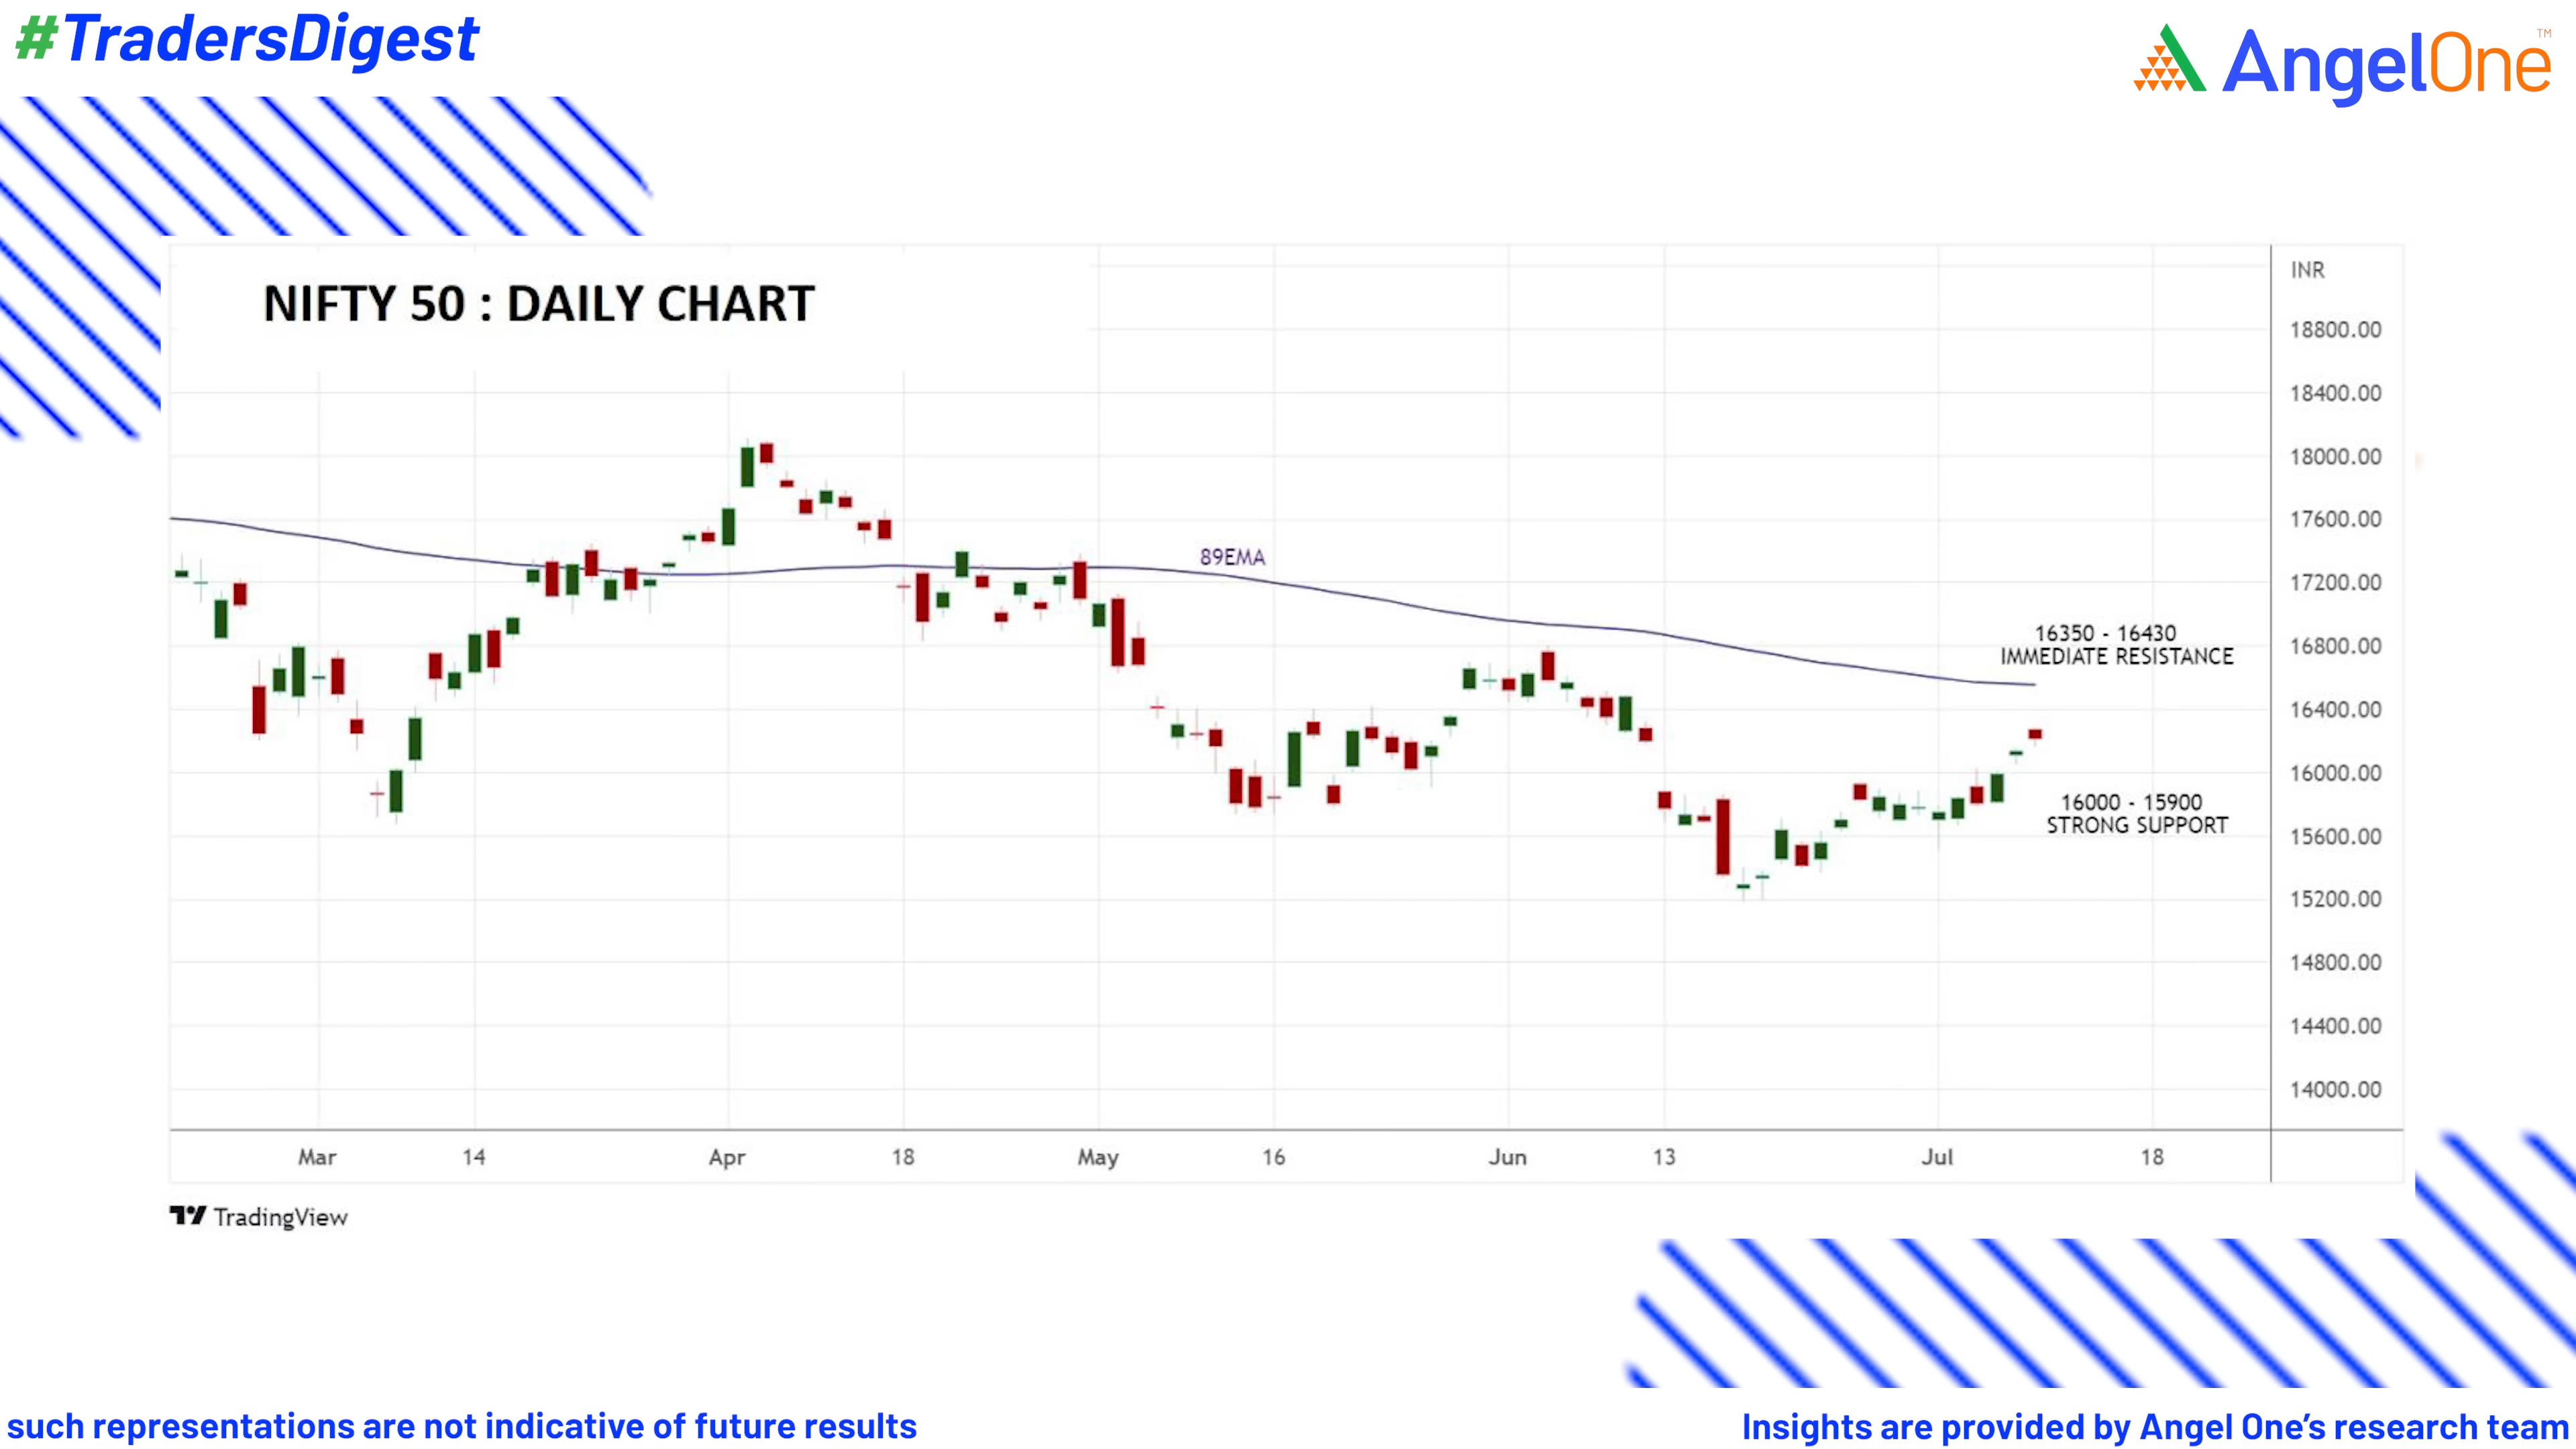 #TradersDigest
AngelOne™
NIFTY 50 : DAILY CHART
INR
18800.00
18400.00
18000.00
17600.00
89EMA
17200.00
16350 - 16430
IMMEDIATE RESISTANCE
16800.00
16400.00
16000.00
16000 - 15900
STRONG SUPPORT
15600.00
15200.00
14800.00
14400.00
14000.00
Mar 14 Apr 18 May 16 Jun 13 Jul 18
TradingView
such representations are not indicative of future results
Insights are provided by Angel One's research team